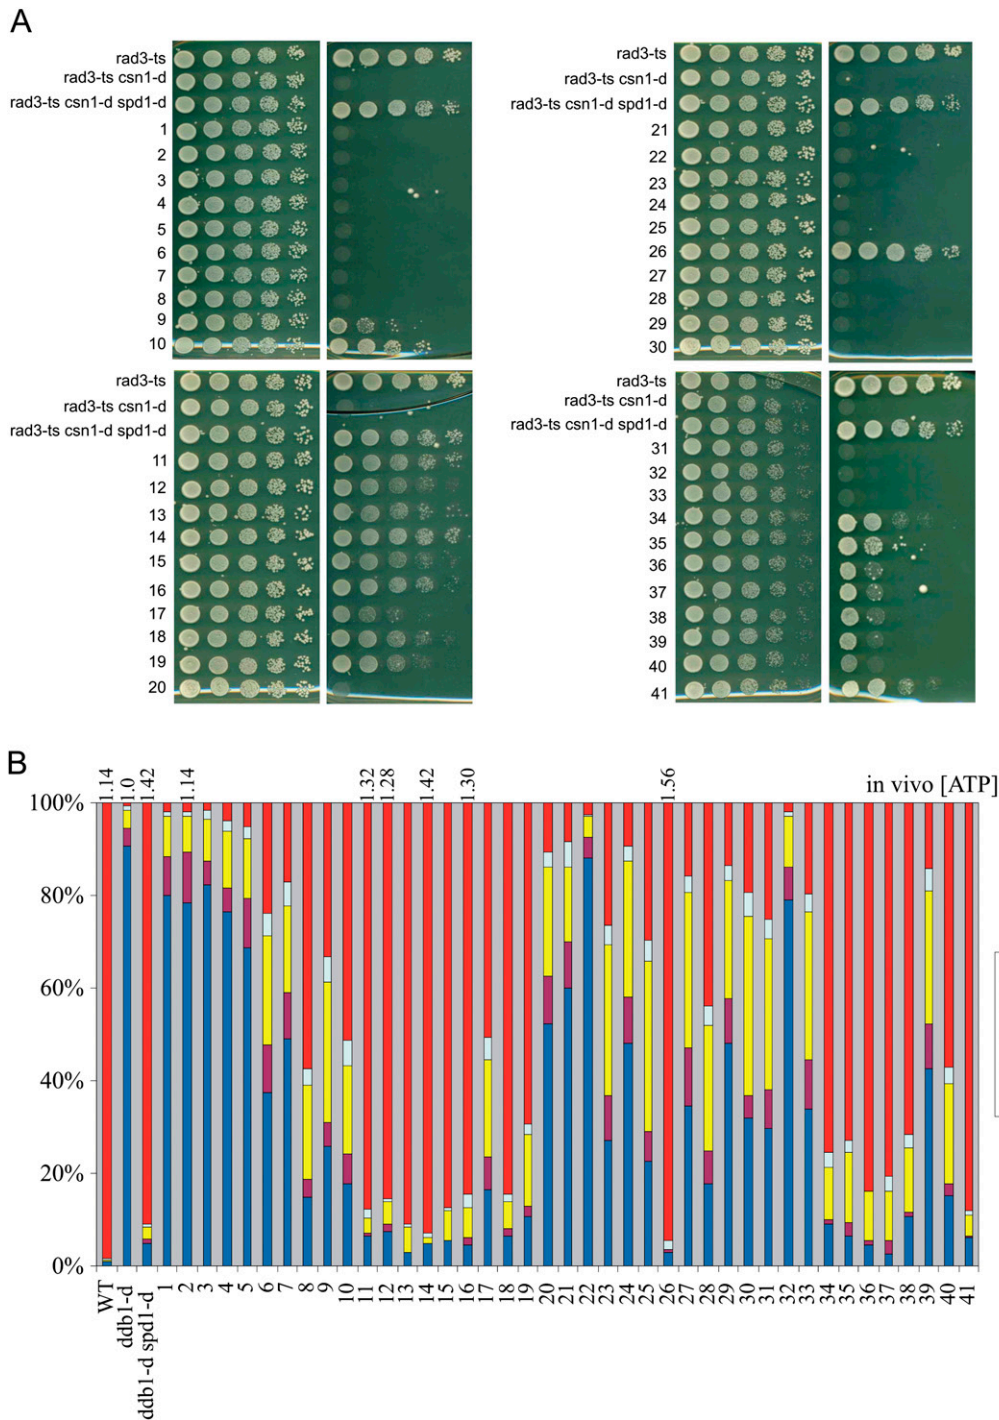 A
rad3-ts
rad3-ts csn1-d
rad3-ts csn1-d spd1-d
1
2
3
4
5
6
7
8
9
10
rad3-ts
rad3-ts csn1-d
rad3-ts csn1-d spd1-d
21
22
23
24
25
26
27
28
29
30
rad3-ts
rad3-ts csn1-d
rad3-ts csn1-d spd1-d
11
12
13
14
15
16
17
18
19
20
rad3-ts
rad3-ts csn1-d
rad3-ts csn1-d spd1-d
31
32
33
34
35
36
37
38
39
40
41
B
1.14 1.0 1.42 1.14 1.32 1.28 1.42 1.30 1.56 in vivo [ATP]
100%
80%
60%
40%
20%
0%
WT ddb1-d ddb1-d spd1-d 1 2 3 4 5 6 7 8 9 10 11 12 13 14 15 16 17 18 19 20 21 22 23 24 25 26 27 28 29 30 31 32 33 34 35 36 37 38 39 40 41